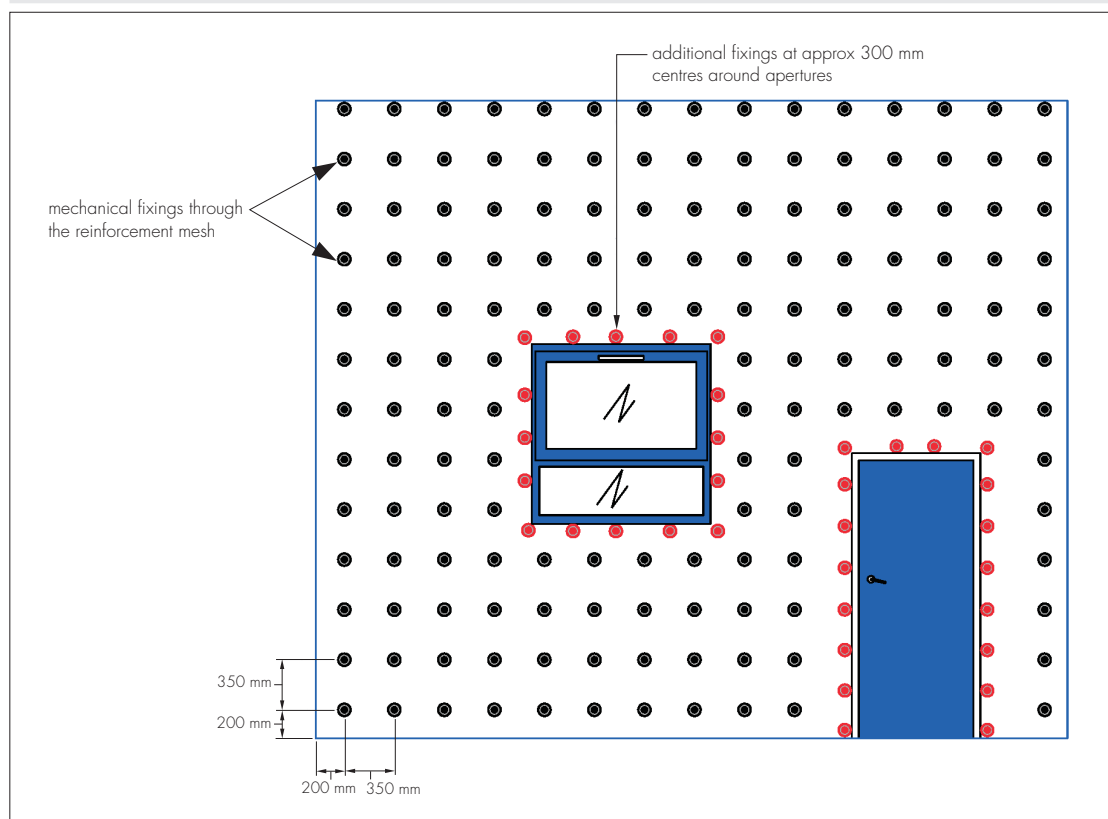 additional fixings at approx 300 mm
centres around apertures
mechanical fixings through
the reinforcement mesh
350 mm
200 mm
200 mm
350 mm